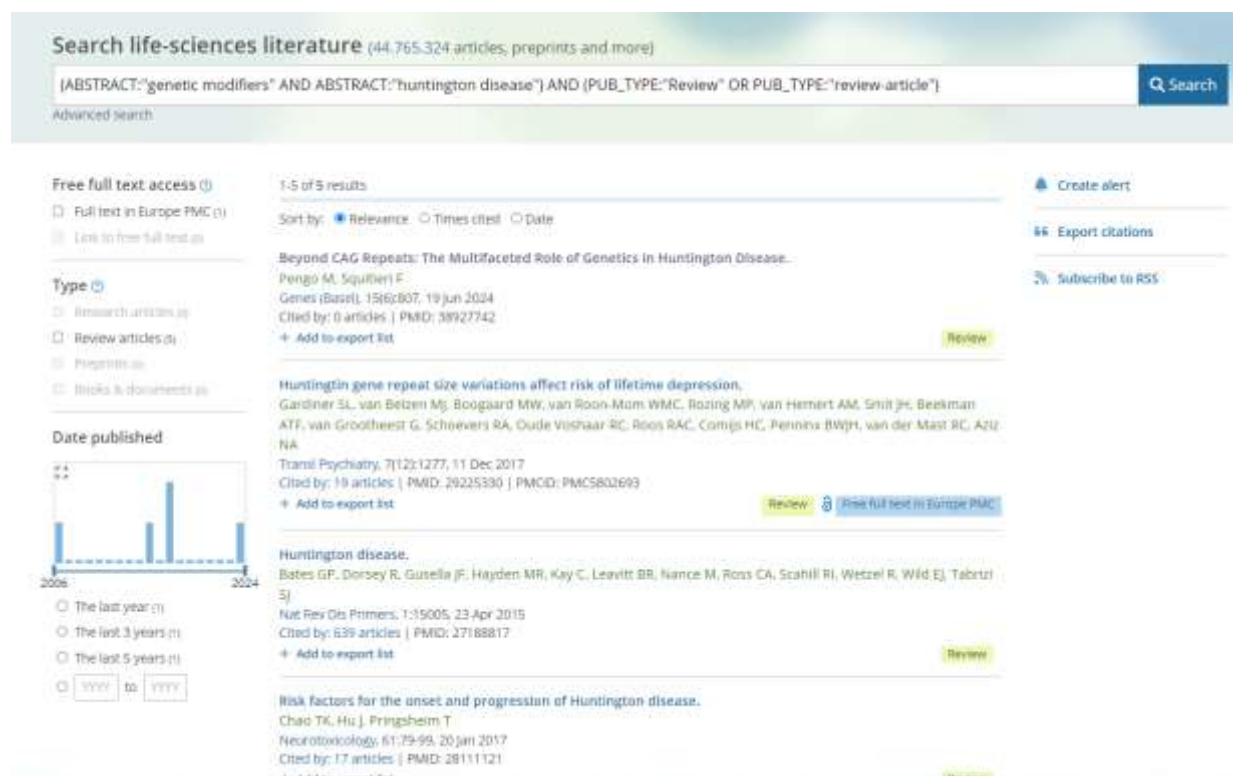 Search life-sciences literature (44.765.324 articles, preprints and more)
(ABSTRACT:"genetic modifiers" AND ABSTRACT:"huntington disease") AND (PUB_TYPE:"Review" OR PUB_TYPE:"review-article")
Search
Advanced search
Free full text access
Full text in Europe PMC (1)
Link to free full text (0)
Type
Research articles (0)
Review articles (5)
Preprints (0)
Books & documents (0)
Date published
2006 2024
The last year (1)
The last 3 years (1)
The last 5 years (1)
YYYY to YYYY
1-5 of 5 results
Sort by: Relevance Times cited Date
Beyond CAG Repeats: The Multifaceted Role of Genetics in Huntington Disease.
Pengo M, Squitieri F
Genes (Basel), 15(6):807, 19 Jun 2024
Cited by: 0 articles | PMID: 38927742
+ Add to export list
Review
Huntingtin gene repeat size variations affect risk of lifetime depression.
Gardiner SL, van Belzen MJ, Boogaard MW, van Roon-Mom WMC, Rozing MP, van Hemert AM, Smit JH, Beekman
ATF, van Grootheest G, Schoevers RA, Oude Voshaar RC, Roos RAC, Comijs HC, Penninx BWJH, van der Mast RC, Aziz
NA
Transl Psychiatry, 7(12):1277, 11 Dec 2017
Cited by: 19 articles | PMID: 29225330 | PMCID: PMC5802693
+ Add to export list
Review Free full text in Europe PMC
Huntington disease.
Bates GP, Dorsey R, Gusella JF, Hayden MR, Kay C, Leavitt BR, Nance M, Ross CA, Scahill RI, Wetzel R, Wild EJ, Tabrizi
SJ
Nat Rev Dis Primers, 1:15005, 23 Apr 2015
Cited by: 639 articles | PMID: 27188817
+ Add to export list
Review
Risk factors for the onset and progression of Huntington disease.
Chao TK, Hu J, Pringsheim T
Neurotoxicology, 61:79-99, 20 Jan 2017
Cited by: 17 articles | PMID: 28111121
Create alert
Export citations
Subscribe to RSS